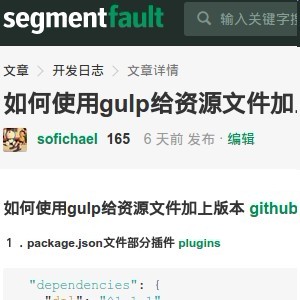 segmentfault
输入关键字搜
文章 > 开发日志 > 文章详情
如何使用gulp给资源文件加
sofichael 165 6 天前 发布 · 编辑
如何使用gulp给资源文件加上版本 github
1 . package.json文件部分插件 plugins
"dependencies": {